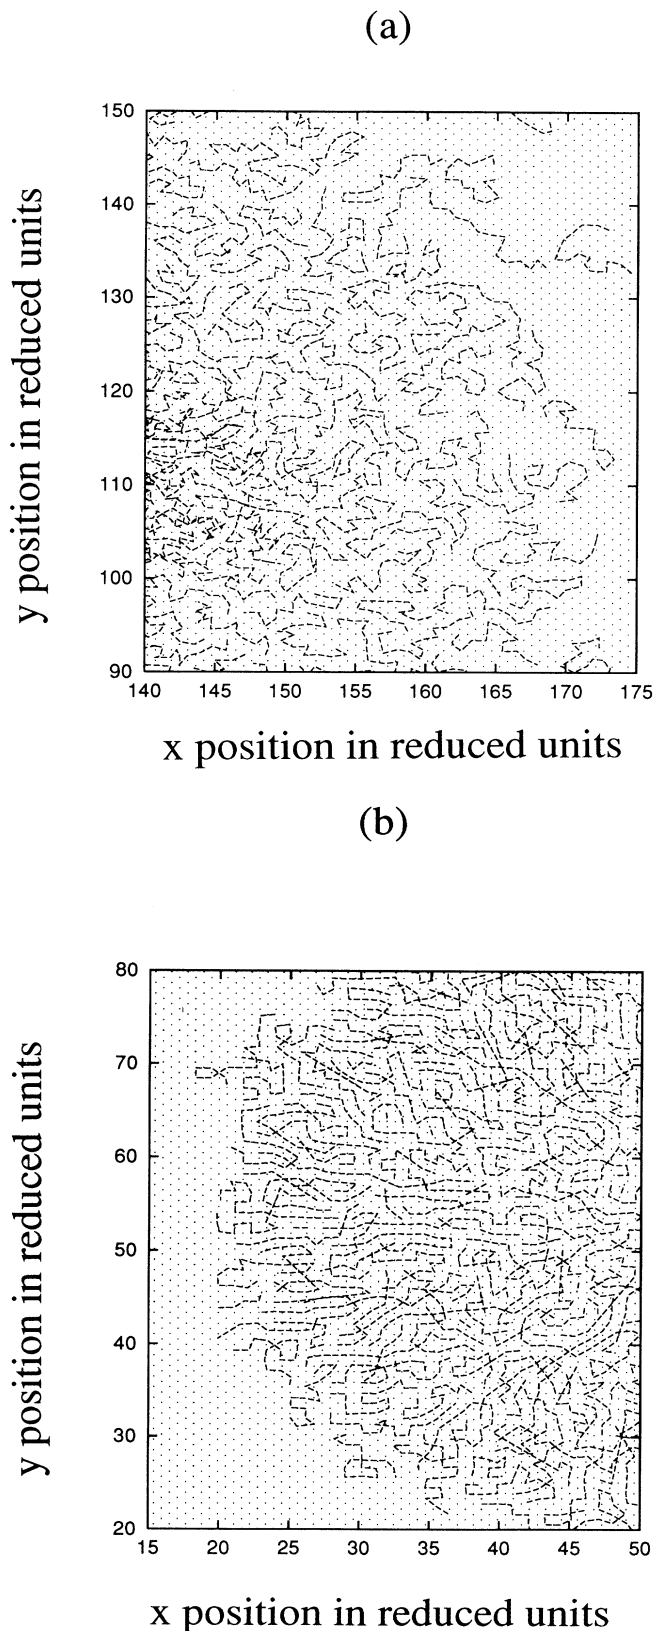 (a)
y position in reduced units
150
140
130
120
110
100
90
140 145 150 155 160 165 170 175
x position in reduced units
(b)
y position in reduced units
80
70
60
50
40
30
20
15 20 25 30 35 40 45 50
x position in reduced units